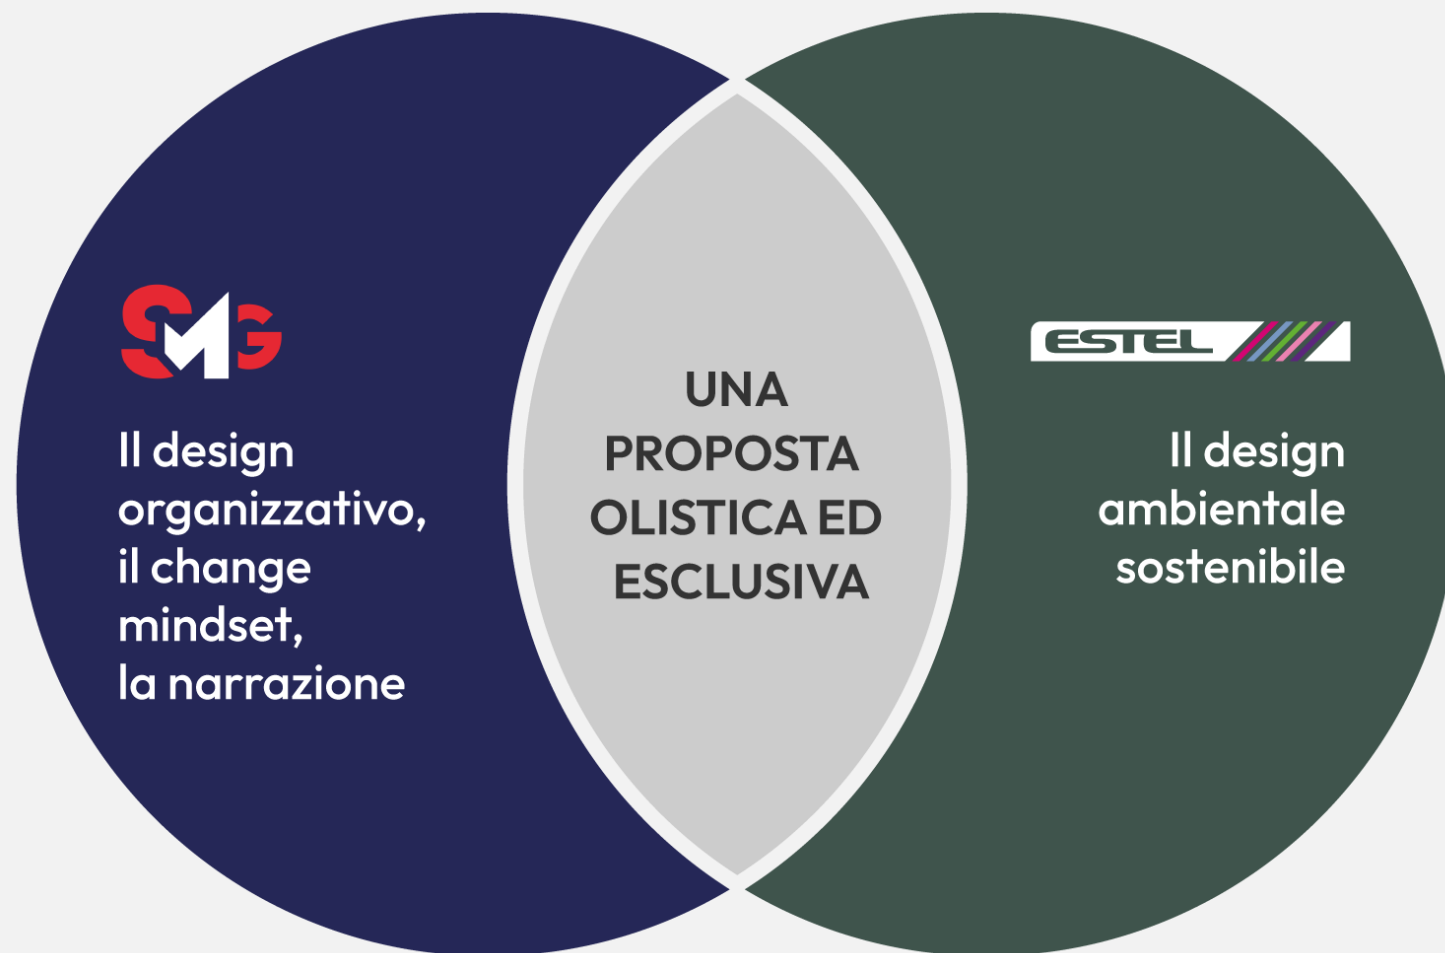 SMG
Il design
organizzativo,
il change
mindset,
la narrazione
UNA
PROPOSTA
OLISTICA ED
ESCLUSIVA
ESTEL
Il design
ambientale
sostenibile